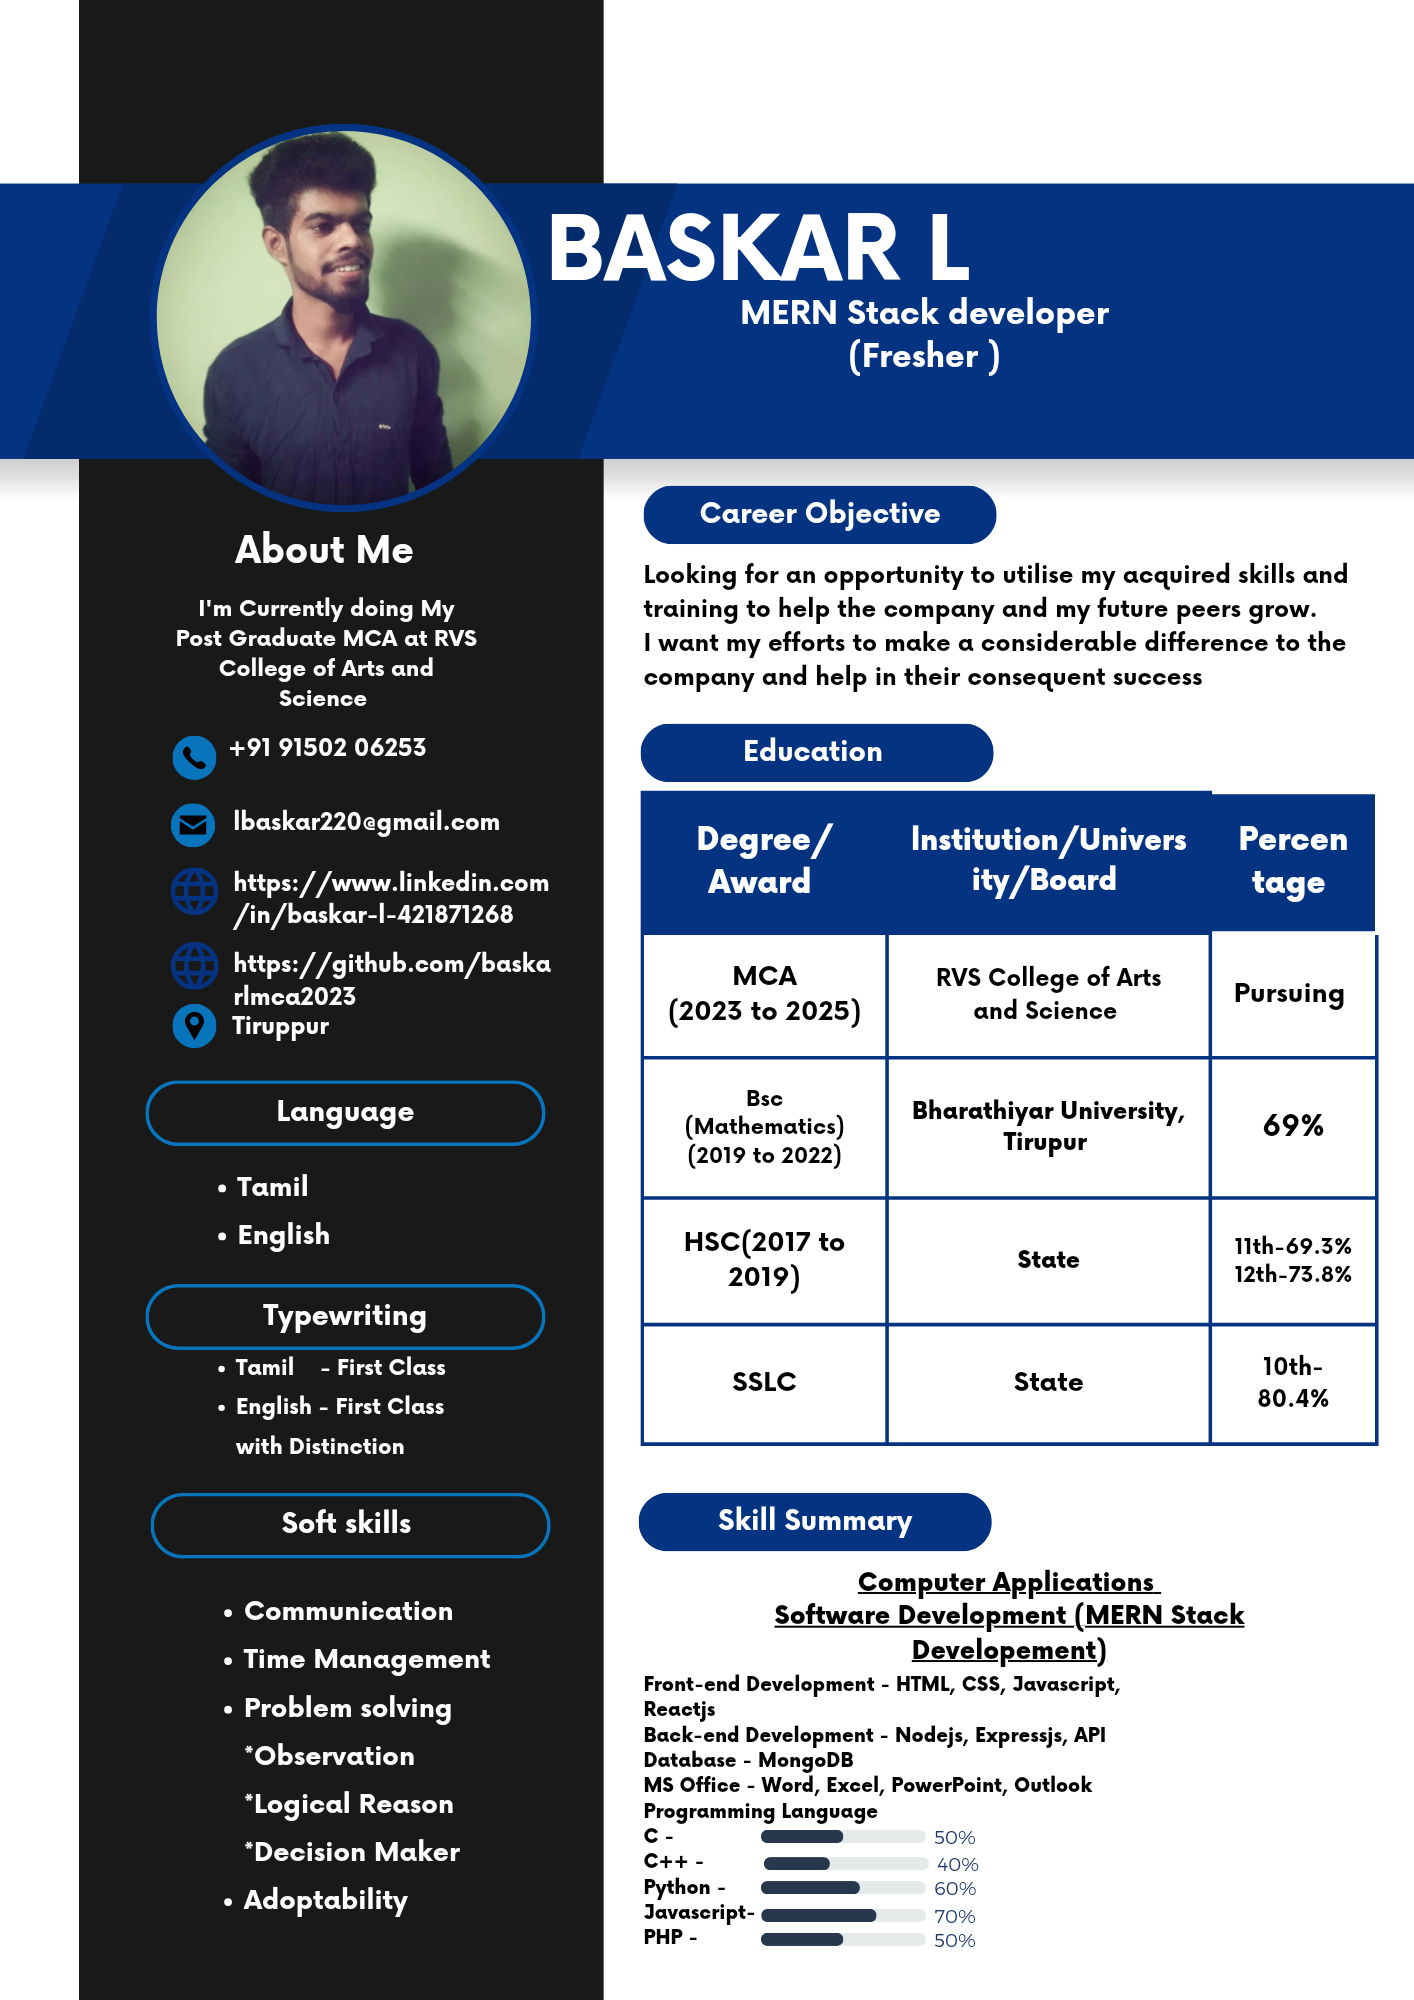 BASKAR L
MERN Stack developer
(Fresher )
About Me
I'm Currently doing My
Post Graduate MCA at RVS
College of Arts and
Science
+91 91502 06253
lbaskar220@gmail.com
https://www.linkedin.com
/in/baskar-l-421871268
https://github.com/baska
rlmca2023
Tiruppur
Language
• Tamil
• English
Typewriting
• Tamil - First Class
• English - First Class
with Distinction
Soft skills
• Communication
• Time Management
• Problem solving
*Observation
*Logical Reason
*Decision Maker
• Adoptability
Career Objective
Looking for an opportunity to utilise my acquired skills and
training to help the company and my future peers grow.
I want my efforts to make a considerable difference to the
company and help in their consequent success
Education
Degree/
Award
Institution/Univers
ity/Board
Percen
tage
MCA
(2023 to 2025)
RVS College of Arts
and Science
Pursuing
Bsc
(Mathematics)
(2019 to 2022)
Bharathiyar University,
Tirupur
69%
HSC(2017 to
2019)
State
11th-69.3%
12th-73.8%
SSLC
State
10th-
80.4%
Skill Summary
Computer Applications
Software Development (MERN Stack
Developement)
Front-end Development - HTML, CSS, Javascript,
Reactjs
Back-end Development - Nodejs, Expressjs, API
Database - MongoDB
MS Office - Word, Excel, PowerPoint, Outlook
Programming Language
C - 50%
C++ - 40%
Python - 60%
Javascript- 70%
PHP - 50%